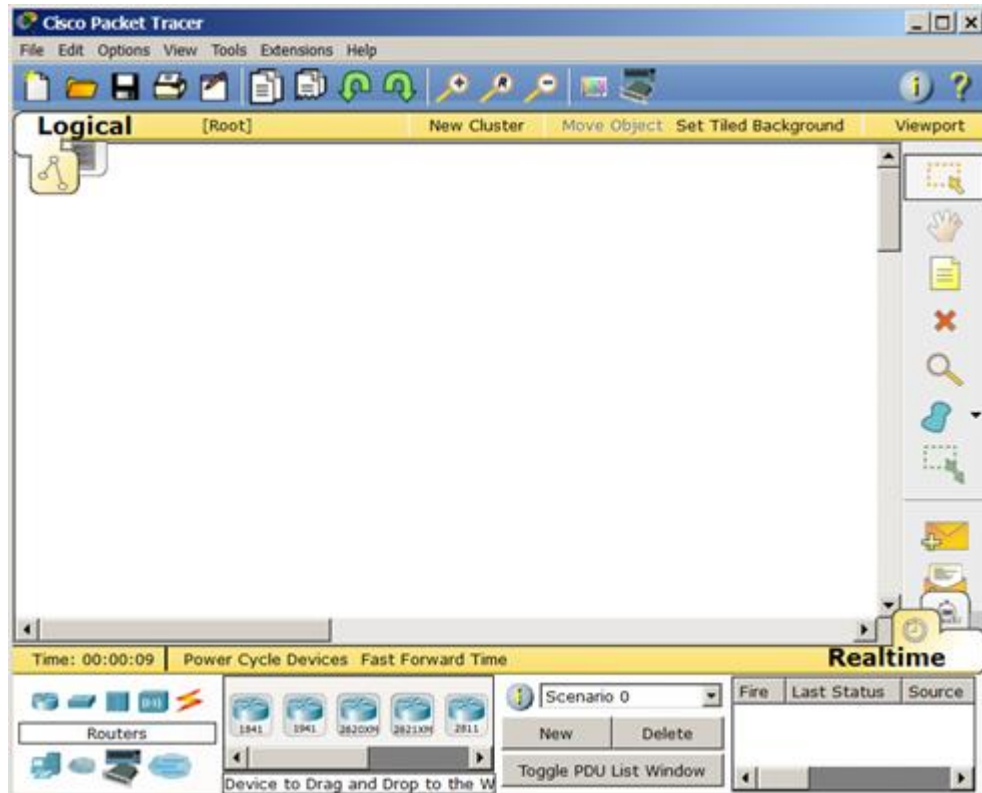 Cisco Packet Tracer
File Edit Options View Tools Extensions Help
Logical [Root] New Cluster Move Object Set Tiled Background Viewport
Time: 00:00:09 Power Cycle Devices Fast Forward Time Realtime
Routers
1841 1941 2620XM 2621XM 2811
Device to Drag and Drop to the W
Scenario 0
New Delete
Toggle PDU List Window
Fire Last Status Source